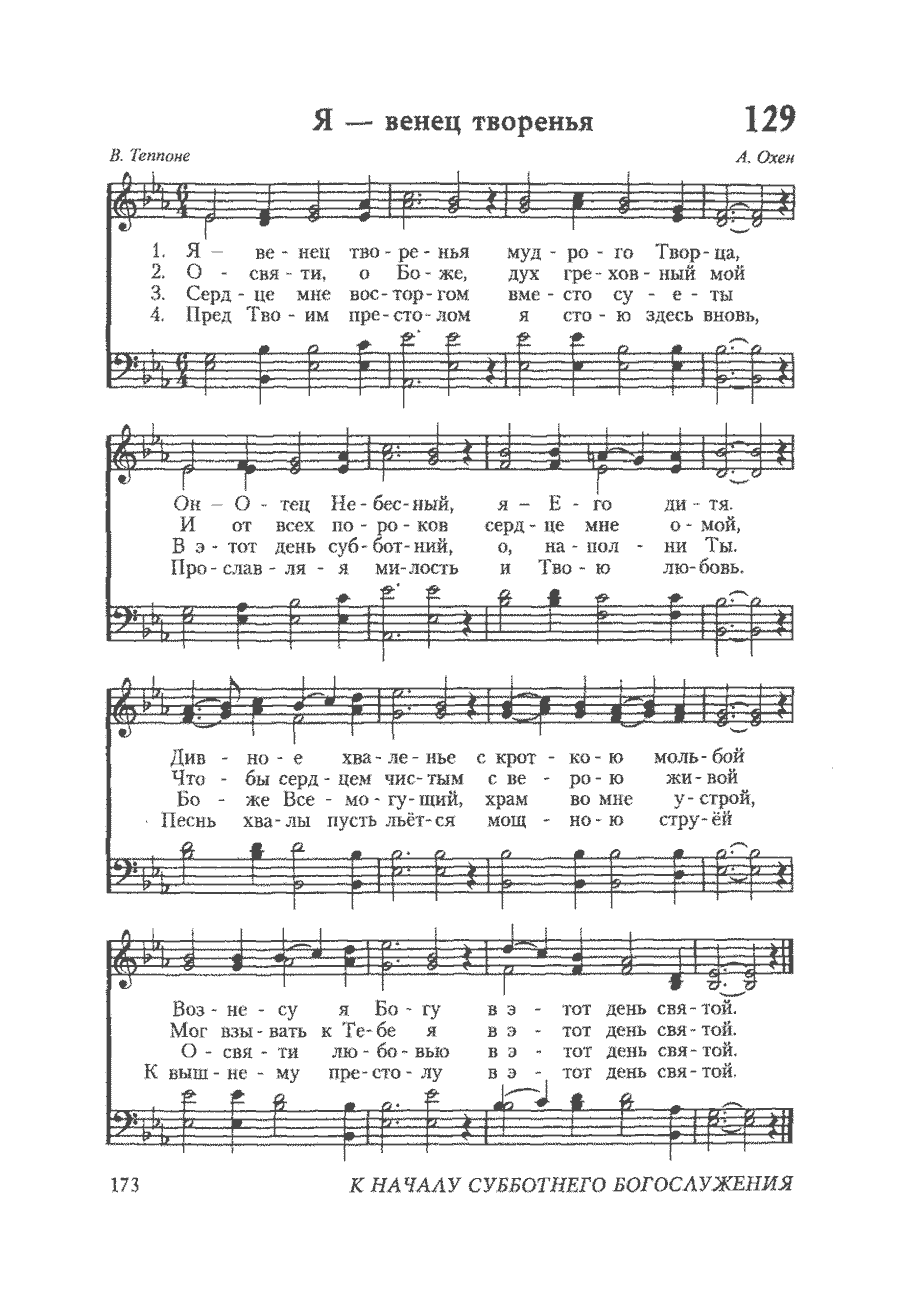 Я — венец творенья 129
В. Теппоне А. Охен
1. Я — ве - нец тво - ре - нья муд - ро - го Твор - ца,
2. О - свя - ти, о Бо - же, дух гре - хов - ный мой
3. Серд - це мне вос - тор - гом вме - сто су - е - ты
4. Пред Тво - им пре - сто - лом я сто - ю здесь вновь,
Он — О - тец Не - бес - ный, я — Е - го ди - тя.
И от всех по - ро - ков серд - це мне о - мой,
В э - тот день суб - бот - ний, о, на - пол - ни Ты.
Про - слав - ля - я ми - лость и Тво - ю лю - бовь.
Див - но - е хва - ле - нье с крот - ко - ю моль - бой
Что - бы серд - цем чис - тым с ве - ро - ю жи - вой
Бо - же Все - мо - гу - щий, храм во мне у - строй,
Песнь хва - лы пусть льёт - ся мощ - но - ю стру - ёй
Воз - не - су я Бо - гу в э - тот день свя - той.
Мог взы - вать к Те - бе я в э - тот день свя - той.
О - свя - ти лю - бо - вью в э - тот день свя - той.
К выш - не - му пре - сто - лу в э - тот день свя - той.
173 К НАЧАЛУ СУББОТНЕГО БОГОСЛУЖЕНИЯ